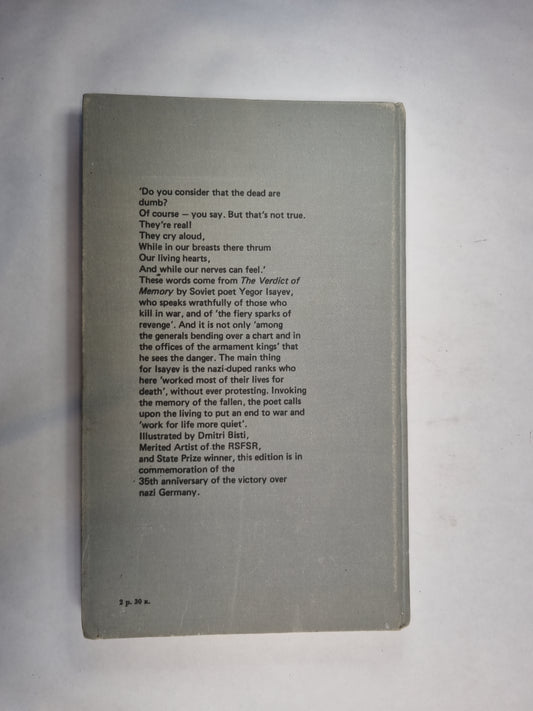 'Do you consider that the dead are
dumb?
Of course – you say. But that's not true.
They're real!
They cry aloud,
While in our breasts there thrum
Our living hearts,
And while our nerves can feel.'
These words come from The Verdict of
Memory by Soviet poet Yegor Isayev,
who speaks wrathfully of those who
kill in war, and of 'the fiery sparks of
revenge'. And it is not only 'among
the generals bending over a chart and in
the offices of the armament kings' that
he sees the danger. The main thing
for Isayev is the nazi-duped ranks who
here 'worked most of their lives for
death', without ever protesting. Invoking
the memory of the fallen, the poet calls
upon the living to put an end to war and
'work for life more quiet'.
Illustrated by Dmitri Bisti,
Merited Artist of the RSFSR,
and State Prize winner, this edition is in
commemoration of the
35th anniversary of the victory over
nazi Germany.
2 р. 30 к.